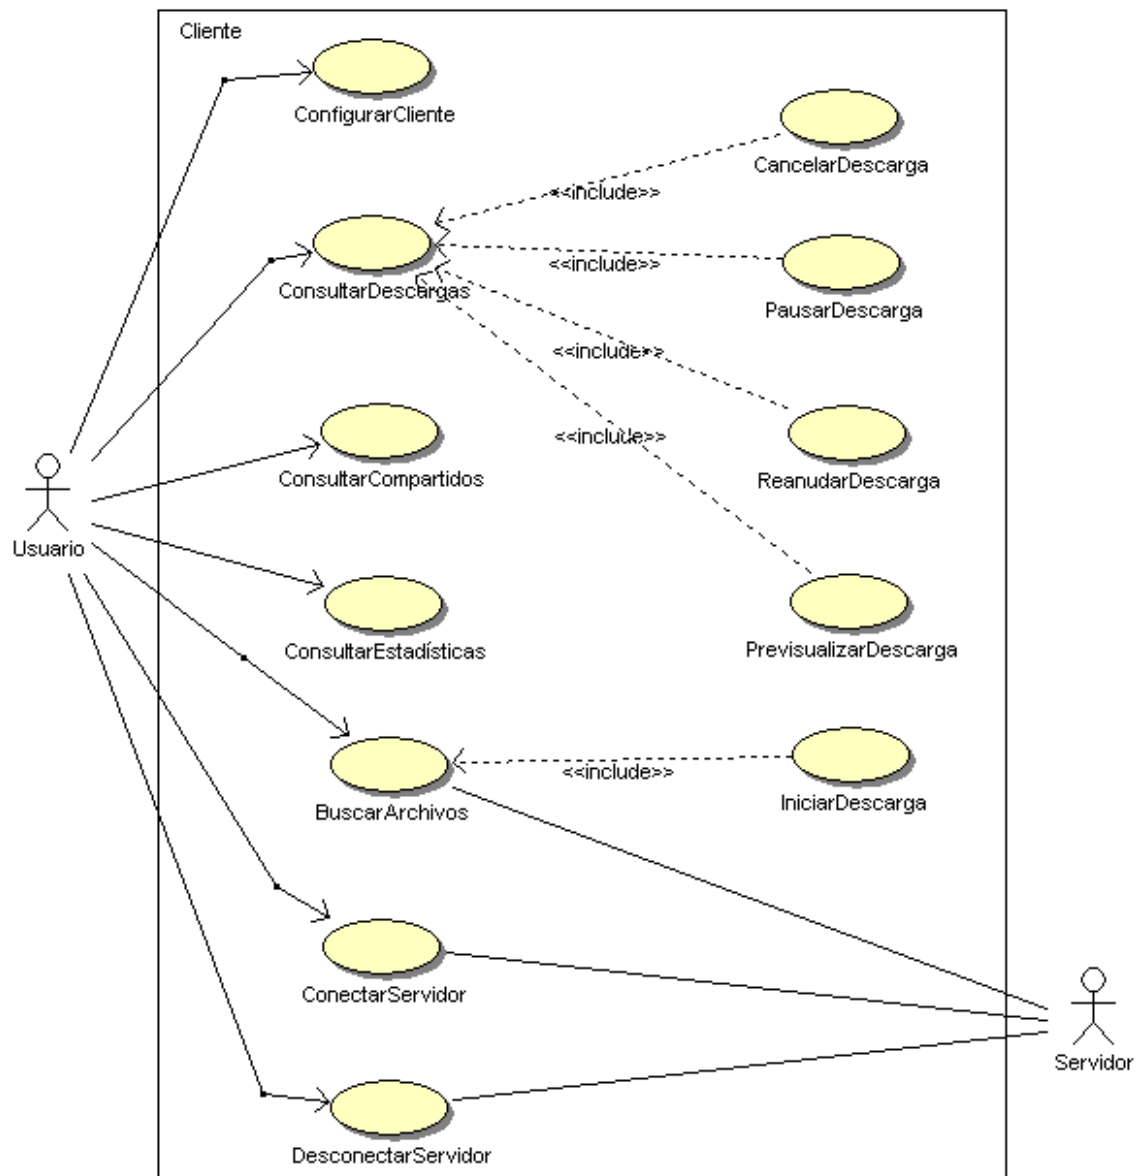 Cliente
ConfigurarCliente
CancelarDescarga
<<include>>
ConsultarDescargas
<<include>>
PausarDescarga
<<include>>
ConsultarCompartidos
<<include>>
ReanudarDescarga
Usuario
ConsultarEstadísticas
PrevisualizarDescarga
BuscarArchivos
<<include>>
IniciarDescarga
ConectarServidor
Servidor
DesconectarServidor